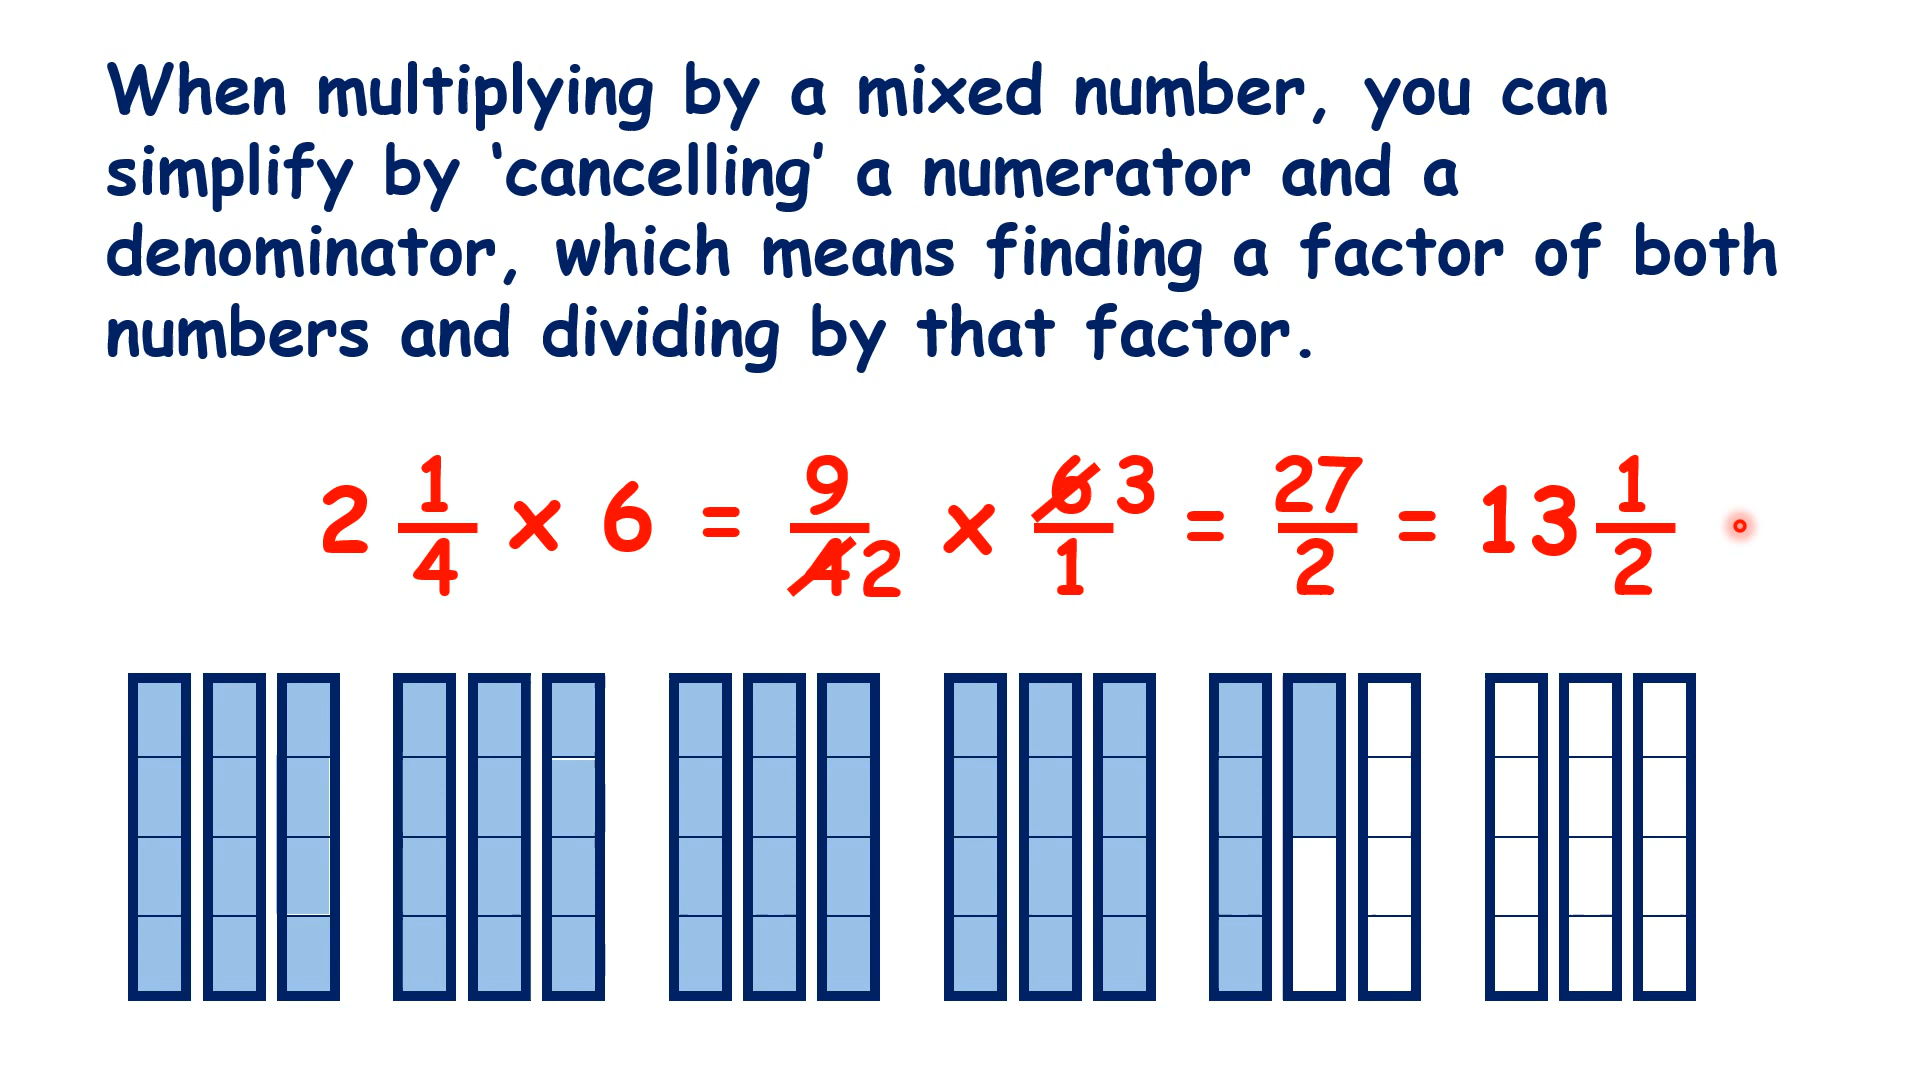 When multiplying by a mixed number, you can
simplify by ‘cancelling’ a numerator and a
denominator, which means finding a factor of both
numbers and dividing by that factor.
2 1/4 x 6 = 9/4 2 x 6 3/1 = 27/2 = 13 1/2